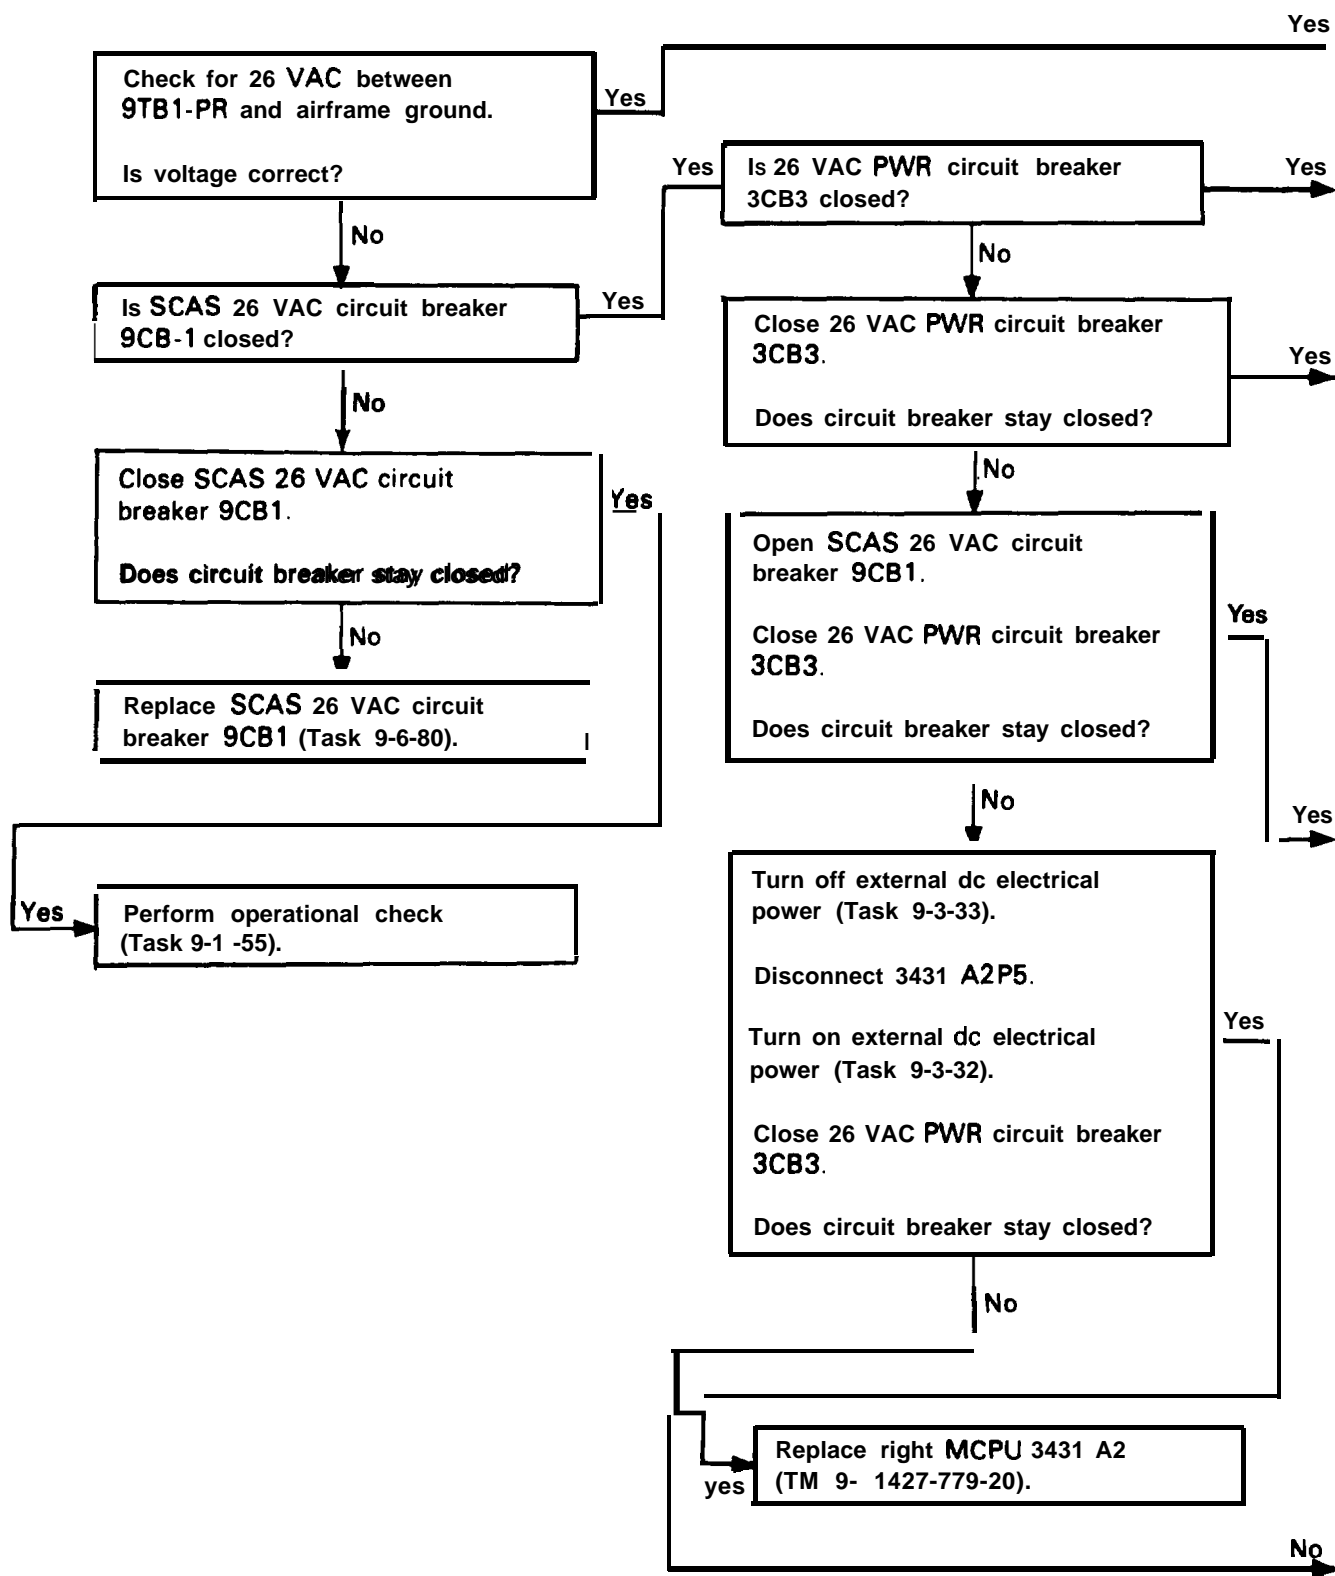 Yes
Check for 26 VAC between
9TB1-PR and airframe ground.
Is voltage correct?
Yes
No
Is SCAS 26 VAC circuit breaker
9CB-1 closed?
Yes
No
Close SCAS 26 VAC circuit
breaker 9CB1.
Does circuit breaker stay closed?
Yes
No
Replace SCAS 26 VAC circuit
breaker 9CB1 (Task 9-6-80).
Yes
Perform operational check
(Task 9-1 -55).
Yes
Is 26 VAC PWR circuit breaker
3CB3 closed?
Yes
No
Close 26 VAC PWR circuit breaker
3CB3.
Does circuit breaker stay closed?
Yes
No
Open SCAS 26 VAC circuit
breaker 9CB1.
Close 26 VAC PWR circuit breaker
3CB3.
Does circuit breaker stay closed?
Yes
Yes
No
Turn off external dc electrical
power (Task 9-3-33).
Disconnect 3431 A2P5.
Turn on external dc electrical
power (Task 9-3-32).
Close 26 VAC PWR circuit breaker
3CB3.
Does circuit breaker stay closed?
Yes
No
yes
Replace right MCPU 3431 A2
(TM 9- 1427-779-20).
No